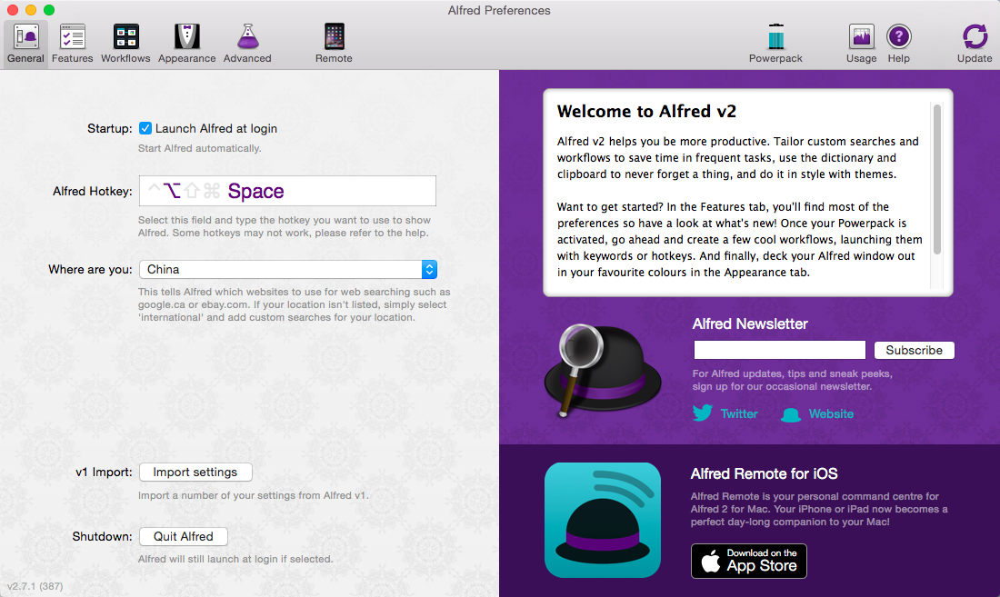 Alfred Preferences
General
Features
Workflows
Appearance
Advanced
Remote
Powerpack
Usage
Help
Update
Startup:
Launch Alfred at login
Start Alfred automatically.
Alfred Hotkey:
^⌥⇧⌘ Space
Select this field and type the hotkey you want to use to show
Alfred. Some hotkeys may not work, please refer to the help.
Where are you:
China
This tells Alfred which websites to use for web searching such as
google.ca or ebay.com. If your location isn't listed, simply select
'international' and add custom searches for your location.
v1 Import:
Import settings
Import a number of your settings from Alfred v1.
Shutdown:
Quit Alfred
Alfred will still launch at login if selected.
v2.7.1 (387)
Welcome to Alfred v2
Alfred v2 helps you be more productive. Tailor custom searches and
workflows to save time in frequent tasks, use the dictionary and
clipboard to never forget a thing, and do it in style with themes.
Want to get started? In the Features tab, you'll find most of the
preferences so have a look at what's new! Once your Powerpack is
activated, go ahead and create a few cool workflows, launching them
with keywords or hotkeys. And finally, deck your Alfred window out
in your favourite colours in the Appearance tab.
Alfred Newsletter
Subscribe
For Alfred updates, tips and sneak peeks,
sign up for our occasional newsletter.
Twitter
Website
Alfred Remote for iOS
Alfred Remote is your personal command centre for
Alfred 2 for Mac. Your iPhone or iPad now becomes a
perfect day-long companion to your Mac!
Download on the
App Store